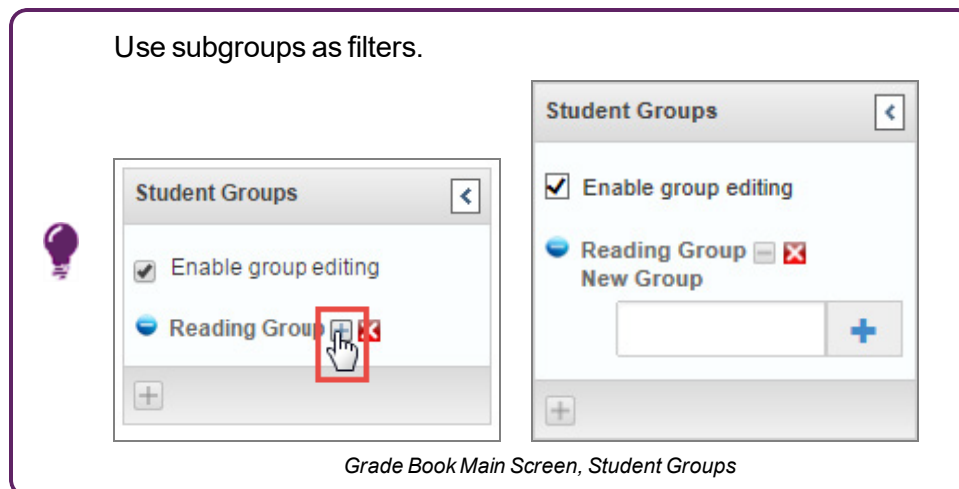 Use subgroups as filters.
Student Groups
Enable group editing
Reading Group
Student Groups
Enable group editing
Reading Group
New Group
Grade Book Main Screen, Student Groups